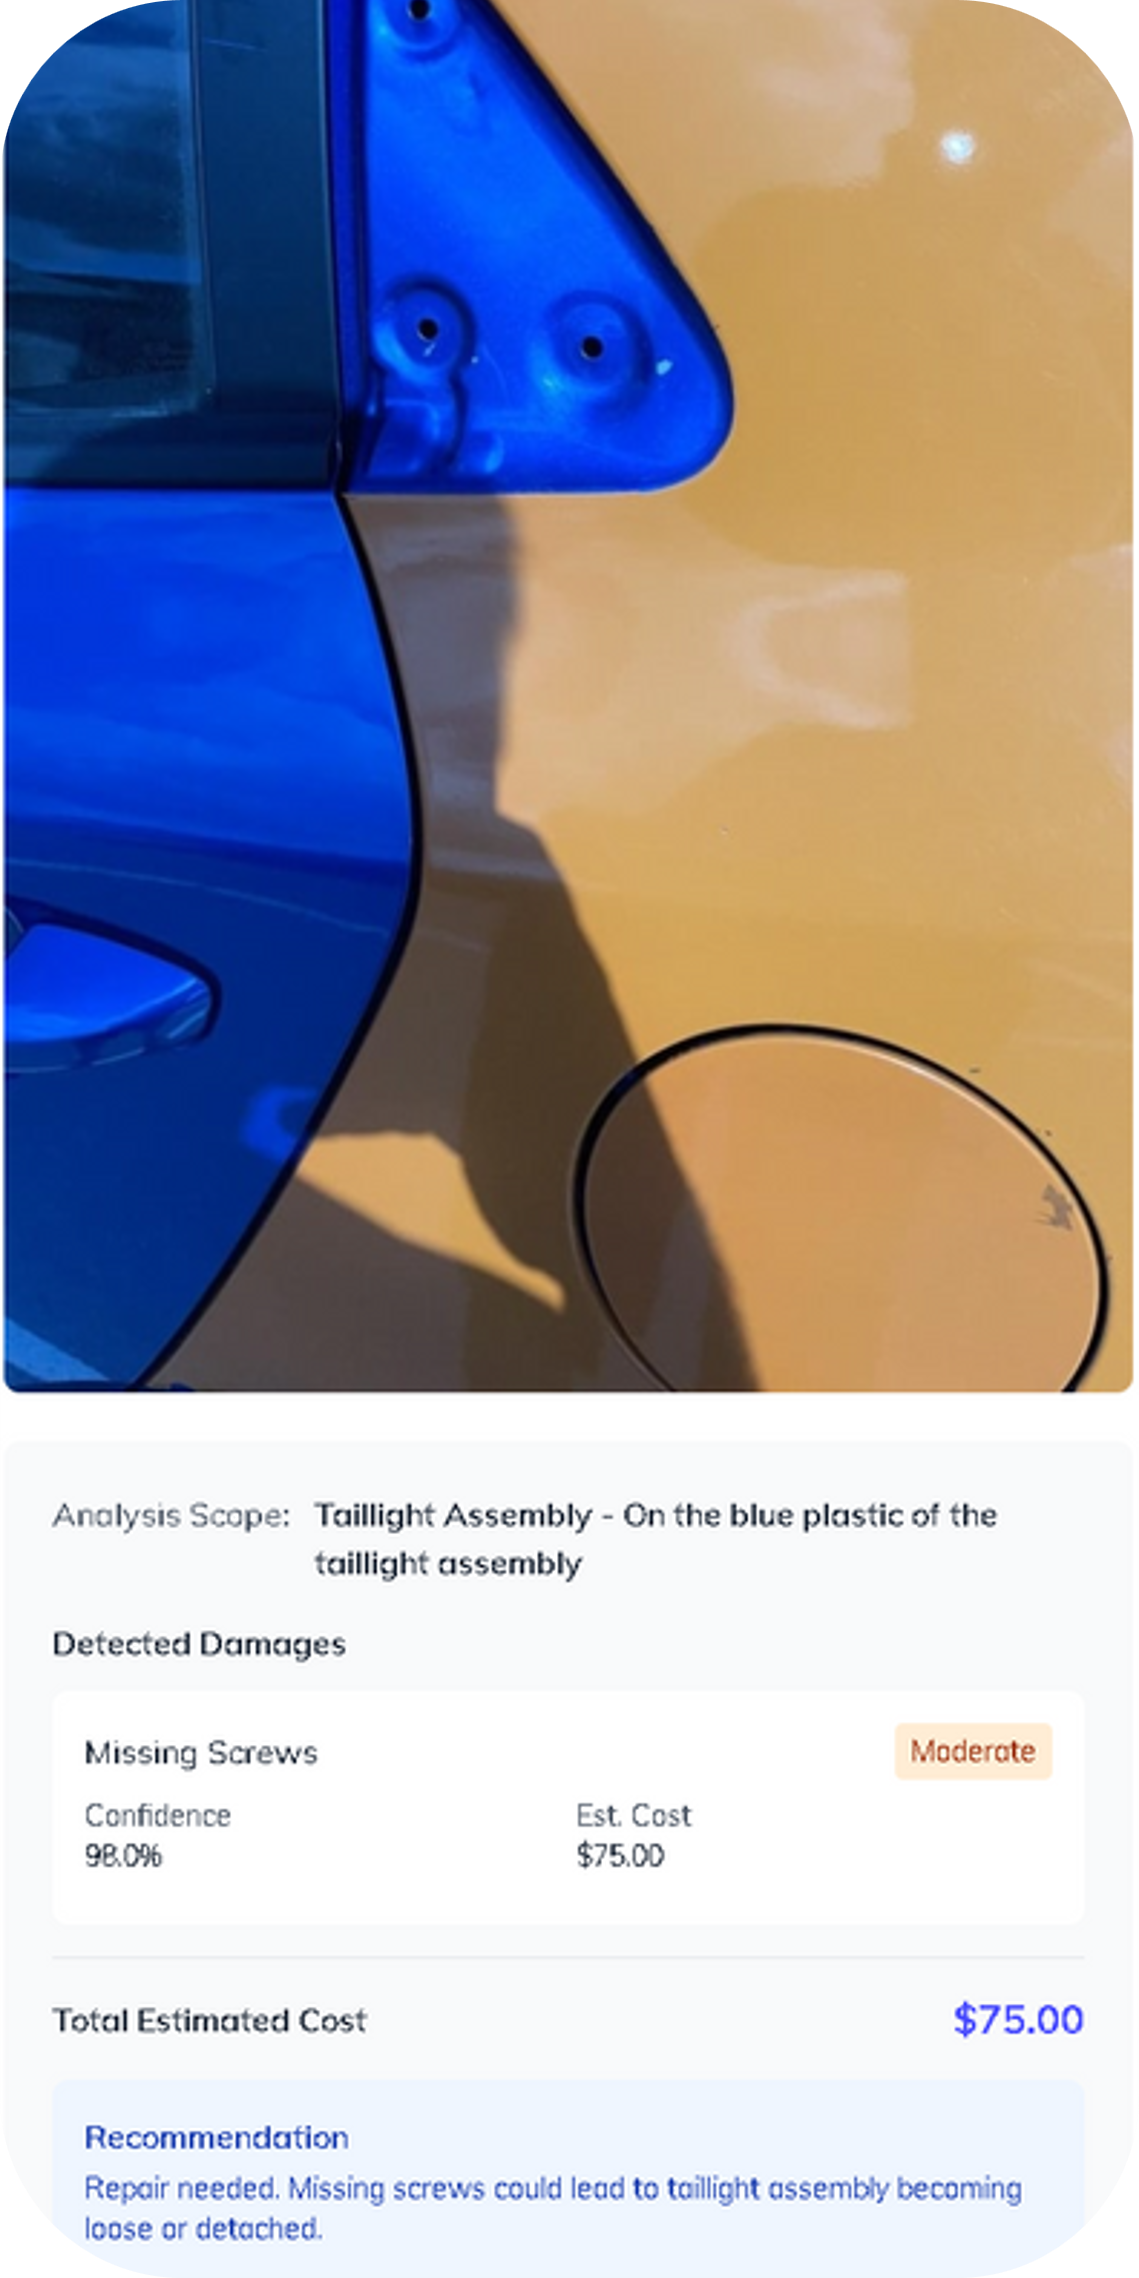 Analysis Scope: Taillight Assembly - On the blue plastic of the
taillight assembly
Detected Damages
Missing Screws Moderate
Confidence Est. Cost
98.0% $75.00
Total Estimated Cost $75.00
Recommendation
Repair needed. Missing screws could lead to taillight assembly becoming
loose or detached.